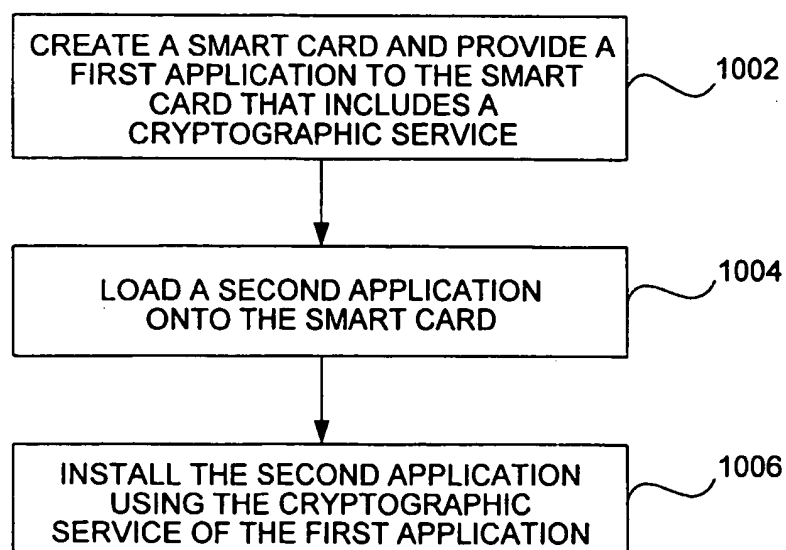 CREATE A SMART CARD AND PROVIDE A
FIRST APPLICATION TO THE SMART
CARD THAT INCLUDES A
CRYPTOGRAPHIC SERVICE
1002
LOAD A SECOND APPLICATION
ONTO THE SMART CARD
1004
INSTALL THE SECOND APPLICATION
USING THE CRYPTOGRAPHIC
SERVICE OF THE FIRST APPLICATION
1006